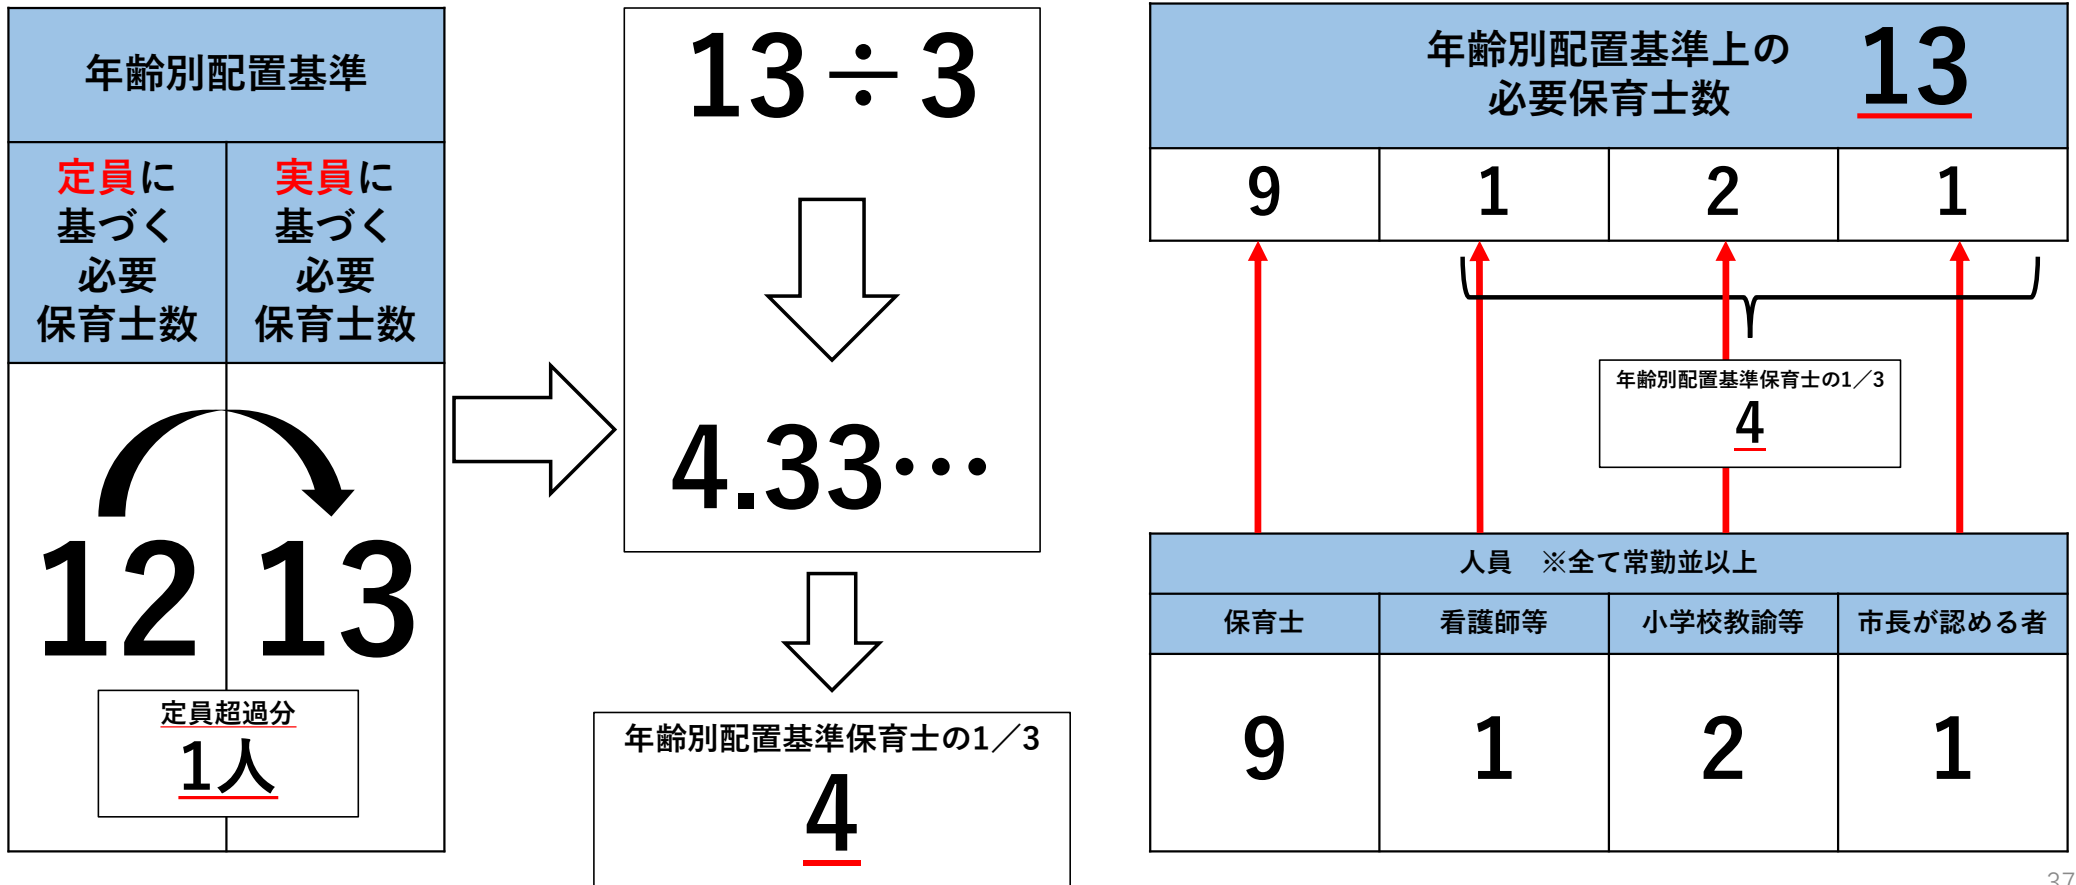 年齢別配置基準
定員に
基づく
必要
保育士数
実員に
基づく
必要
保育士数
12
13
定員超過分
1人
13÷3
4.33…
年齢別配置基準保育士の1／3
4
年齢別配置基準上の
必要保育士数
13
9 1 2 1
年齢別配置基準保育士の1／3
4
人員　※全て常勤並以上
保育士 看護師等 小学校教諭等 市長が認める者
9 1 2 1
37